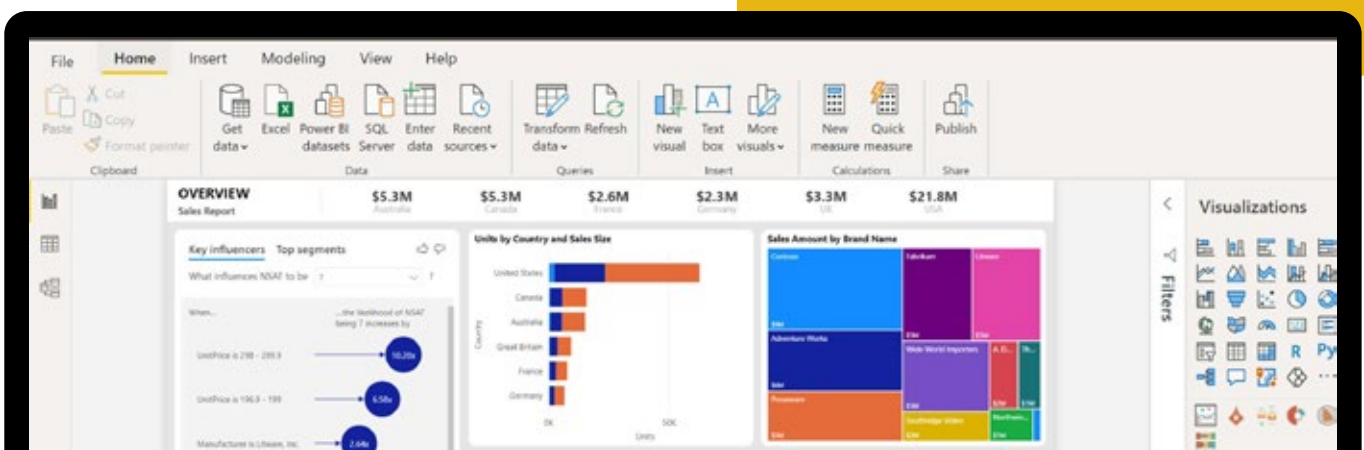 File Home Insert Modeling View Help
Paste
Cut
Copy
Format painter
Get data
Excel
Power BI datasets
SQL Server
Enter data
Recent sources
Transform data
Refresh
New visual
Text box
More visuals
New measure
Quick measure
Publish
Clipboard Data Queries Insert Calculations Share
OVERVIEW
Sales Report
$5.3M
Australia
$5.3M
Canada
$2.6M
France
$2.3M
Germany
$3.3M
UK
$21.8M
USA
Key influencers Top segments
What influences NSAT to be 7 ?
When...
...the likelihood of NSAT
being 7 increases by
UnitPrice is 298 - 299.9
10.20x
UnitPrice is 196.9 - 199
6.58x
Manufacturer is Litware, Inc.
2.64x
Units by Country and Sales Size
Country
United States
Canada
Australia
Great Britain
France
Germany
0K 50K
Units
Sales Amount by Brand Name
Contoso
Fabrikam
Litware
Adventure Works
Wide World Importers
A. D...
Th...
Proseware
Southridge Video
Northwin...
Filters
Visualizations
R Py